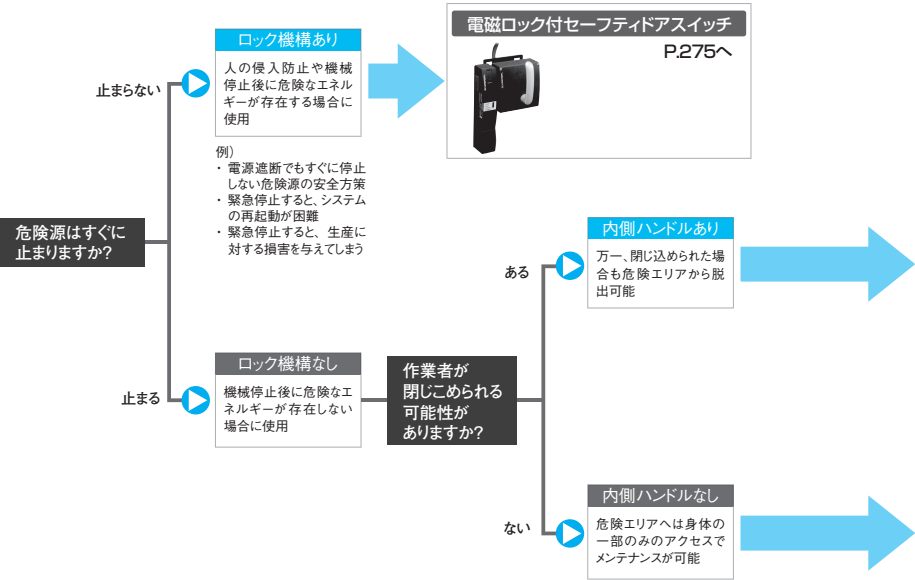 電磁ロック付セーフティドアスイッチ
P.275へ
ロック機構あり
人の侵入防止や機械
停止後に危険なエネル
ギーが存在する場合に
使用
止まらない
例）
・ 電源遮断でもすぐに停止
しない危険源の安全方策
・ 緊急停止すると、システム
の再起動が困難
・ 緊急停止すると、生産に
対する損害を与えてしまう
危険源はすぐに
止まりますか?
止まる
ロック機構なし
機械停止後に危険なエ
ネルギーが存在しない
場合に使用
作業者が
閉じこめられる
可能性が
ありますか?
ある
内側ハンドルあり
万一、閉じ込められた場
合も危険エリアから脱
出可能
ない
内側ハンドルなし
危険エリアへは身体の
一部のみのアクセスで
メンテナンスが可能